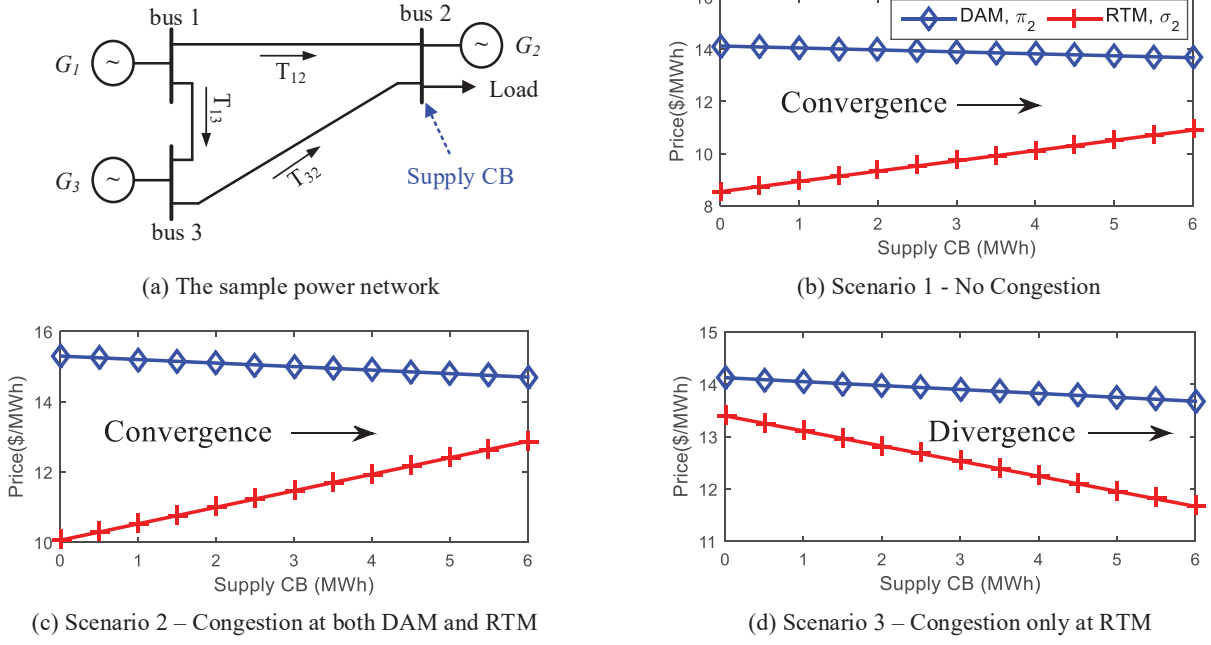 bus 1
bus 2
G1
~
T12
~
G2
Load
T13
G3
~
T32
Supply CB
bus 3
(a) The sample power network
16
14
12
10
8
Price($/MWh)
DAM, π2
RTM, σ2
Convergence
0 1 2 3 4 5 6
Supply CB (MWh)
(b) Scenario 1 - No Congestion
16
14
12
10
Price($/MWh)
Convergence
0 1 2 3 4 5 6
Supply CB (MWh)
(c) Scenario 2 – Congestion at both DAM and RTM
15
14
13
12
11
Price($/MWh)
Divergence
0 1 2 3 4 5 6
Supply CB (MWh)
(d) Scenario 3 – Congestion only at RTM